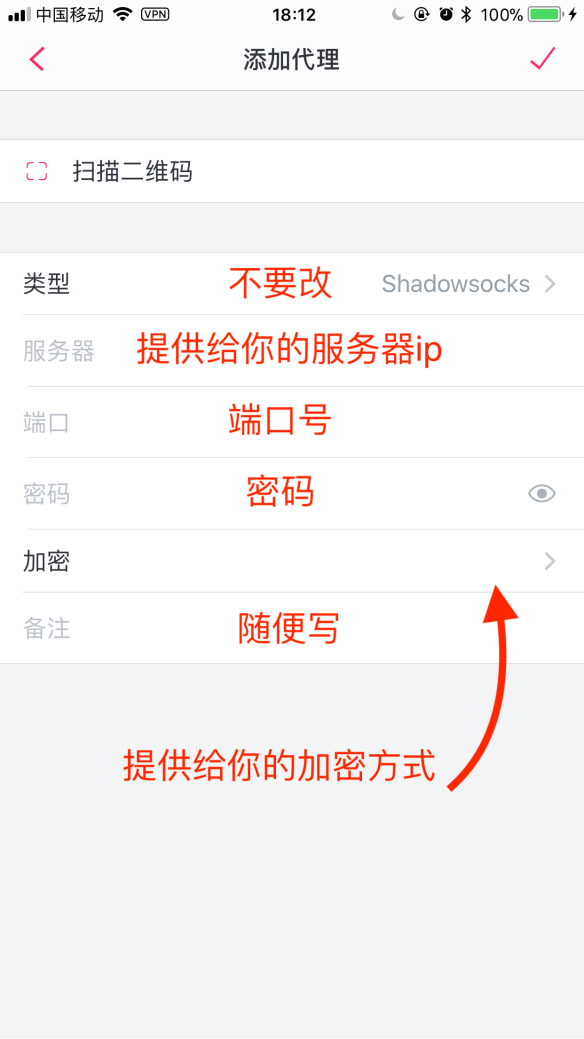 中国移动 VPN 18:12 100%
添加代理
扫描二维码
类型 不要改 Shadowsocks
服务器 提供给你的服务器ip
端口 端口号
密码 密码
加密
备注 随便写
提供给你的加密方式